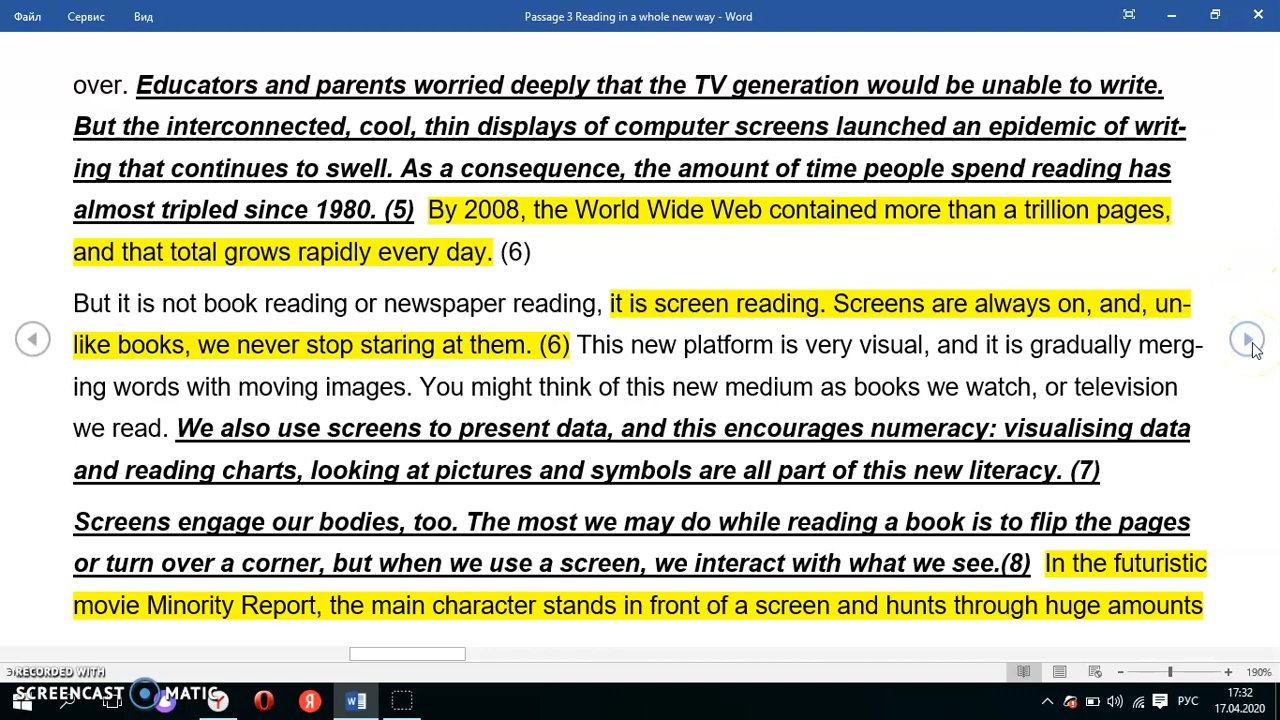 Файл Сервис Вид Passage 3 Reading in a whole new way - Word
over. Educators and parents worried deeply that the TV generation would be unable to write.
But the interconnected, cool, thin displays of computer screens launched an epidemic of writ-
ing that continues to swell. As a consequence, the amount of time people spend reading has
almost tripled since 1980. (5) By 2008, the World Wide Web contained more than a trillion pages,
and that total grows rapidly every day. (6)
But it is not book reading or newspaper reading, it is screen reading. Screens are always on, and, un-
like books, we never stop staring at them. (6) This new platform is very visual, and it is gradually merg-
ing words with moving images. You might think of this new medium as books we watch, or television
we read. We also use screens to present data, and this encourages numeracy: visualising data
and reading charts, looking at pictures and symbols are all part of this new literacy. (7)
Screens engage our bodies, too. The most we may do while reading a book is to flip the pages
or turn over a corner, but when we use a screen, we interact with what we see.(8) In the futuristic
movie Minority Report, the main character stands in front of a screen and hunts through huge amounts
190%
RECORDED WITH
SCREENCAST MATIC
РУС
17:32
17.04.2020